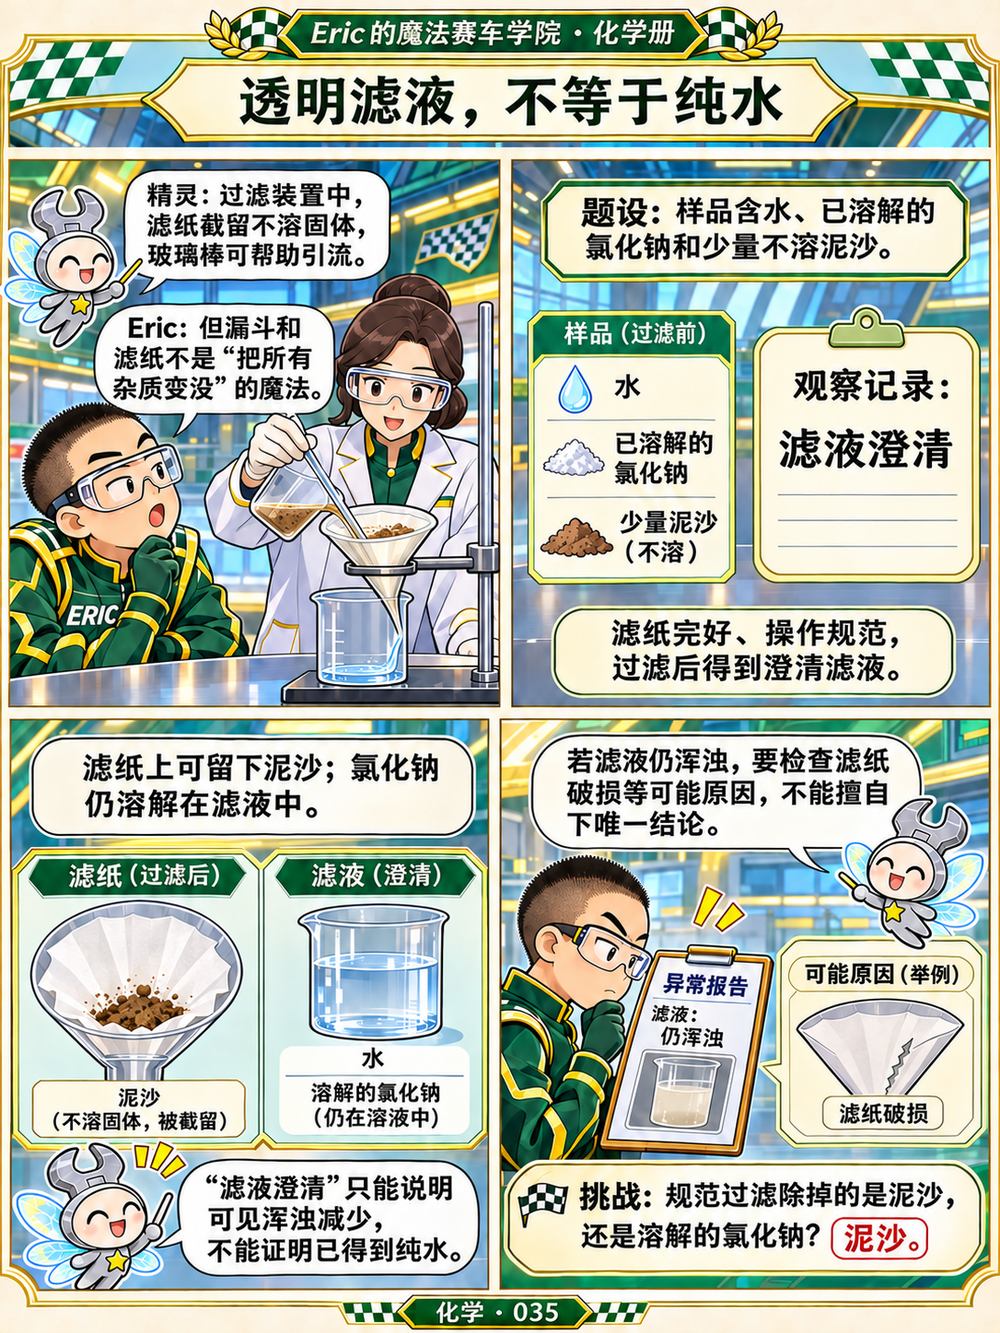 Eric的魔法赛车学院·化学册
透明滤液，不等于纯水
精灵：过滤装置中，
滤纸截留不溶固体，
玻璃棒可帮助引流。
Eric：但漏斗和
滤纸不是“把所有
杂质变没”的魔法。
ERIC
题设：样品含水、已溶解的
氯化钠和少量不溶泥沙。
样品（过滤前）
水
已溶解的
氯化钠
少量泥沙
（不溶）
观察记录：
滤液澄清
滤纸完好、操作规范，
过滤后得到澄清滤液。
滤纸上可留下泥沙；氯化钠
仍溶解在滤液中。
滤纸（过滤后）
泥沙
（不溶固体，被截留）
滤液（澄清）
水
溶解的氯化钠
（仍在溶液中）
“滤液澄清”只能说明
可见浑浊减少，
不能证明已得到纯水。
若滤液仍浑浊，要检查滤纸
破损等可能原因，不能擅自
下唯一结论。
异常报告
滤液：
仍浑浊
可能原因（举例）
滤纸破损
挑战：规范过滤除掉的是泥沙，
还是溶解的氯化钠？ 泥沙。
化学·035